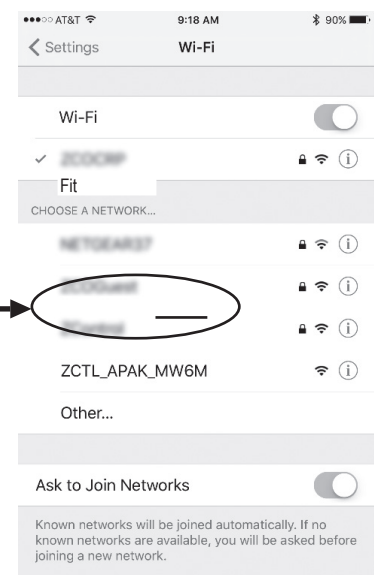 AT&T 9:18 AM 90%
Settings Wi-Fi
Wi-Fi
Fit
CHOOSE A NETWORK...
ZCTL_APAK_MW6M
Other...
Ask to Join Networks
Known networks will be joined automatically. If no
known networks are available, you will be asked before
joining a new network.